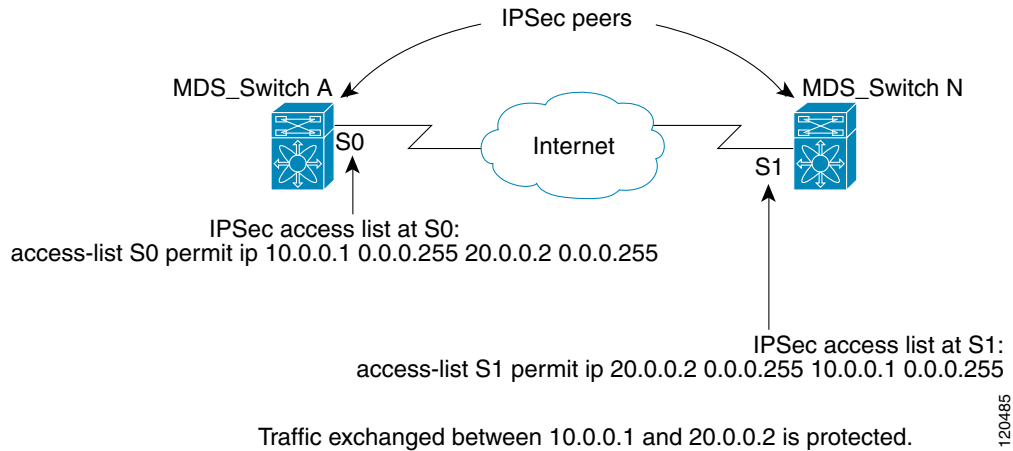 IPSec peers
MDS_Switch A
MDS_Switch N
Internet
S0
S1
IPSec access list at S0:
access-list S0 permit ip 10.0.0.1 0.0.0.255 20.0.0.2 0.0.0.255
IPSec access list at S1:
access-list S1 permit ip 20.0.0.2 0.0.0.255 10.0.0.1 0.0.0.255
Traffic exchanged between 10.0.0.1 and 20.0.0.2 is protected.
120485